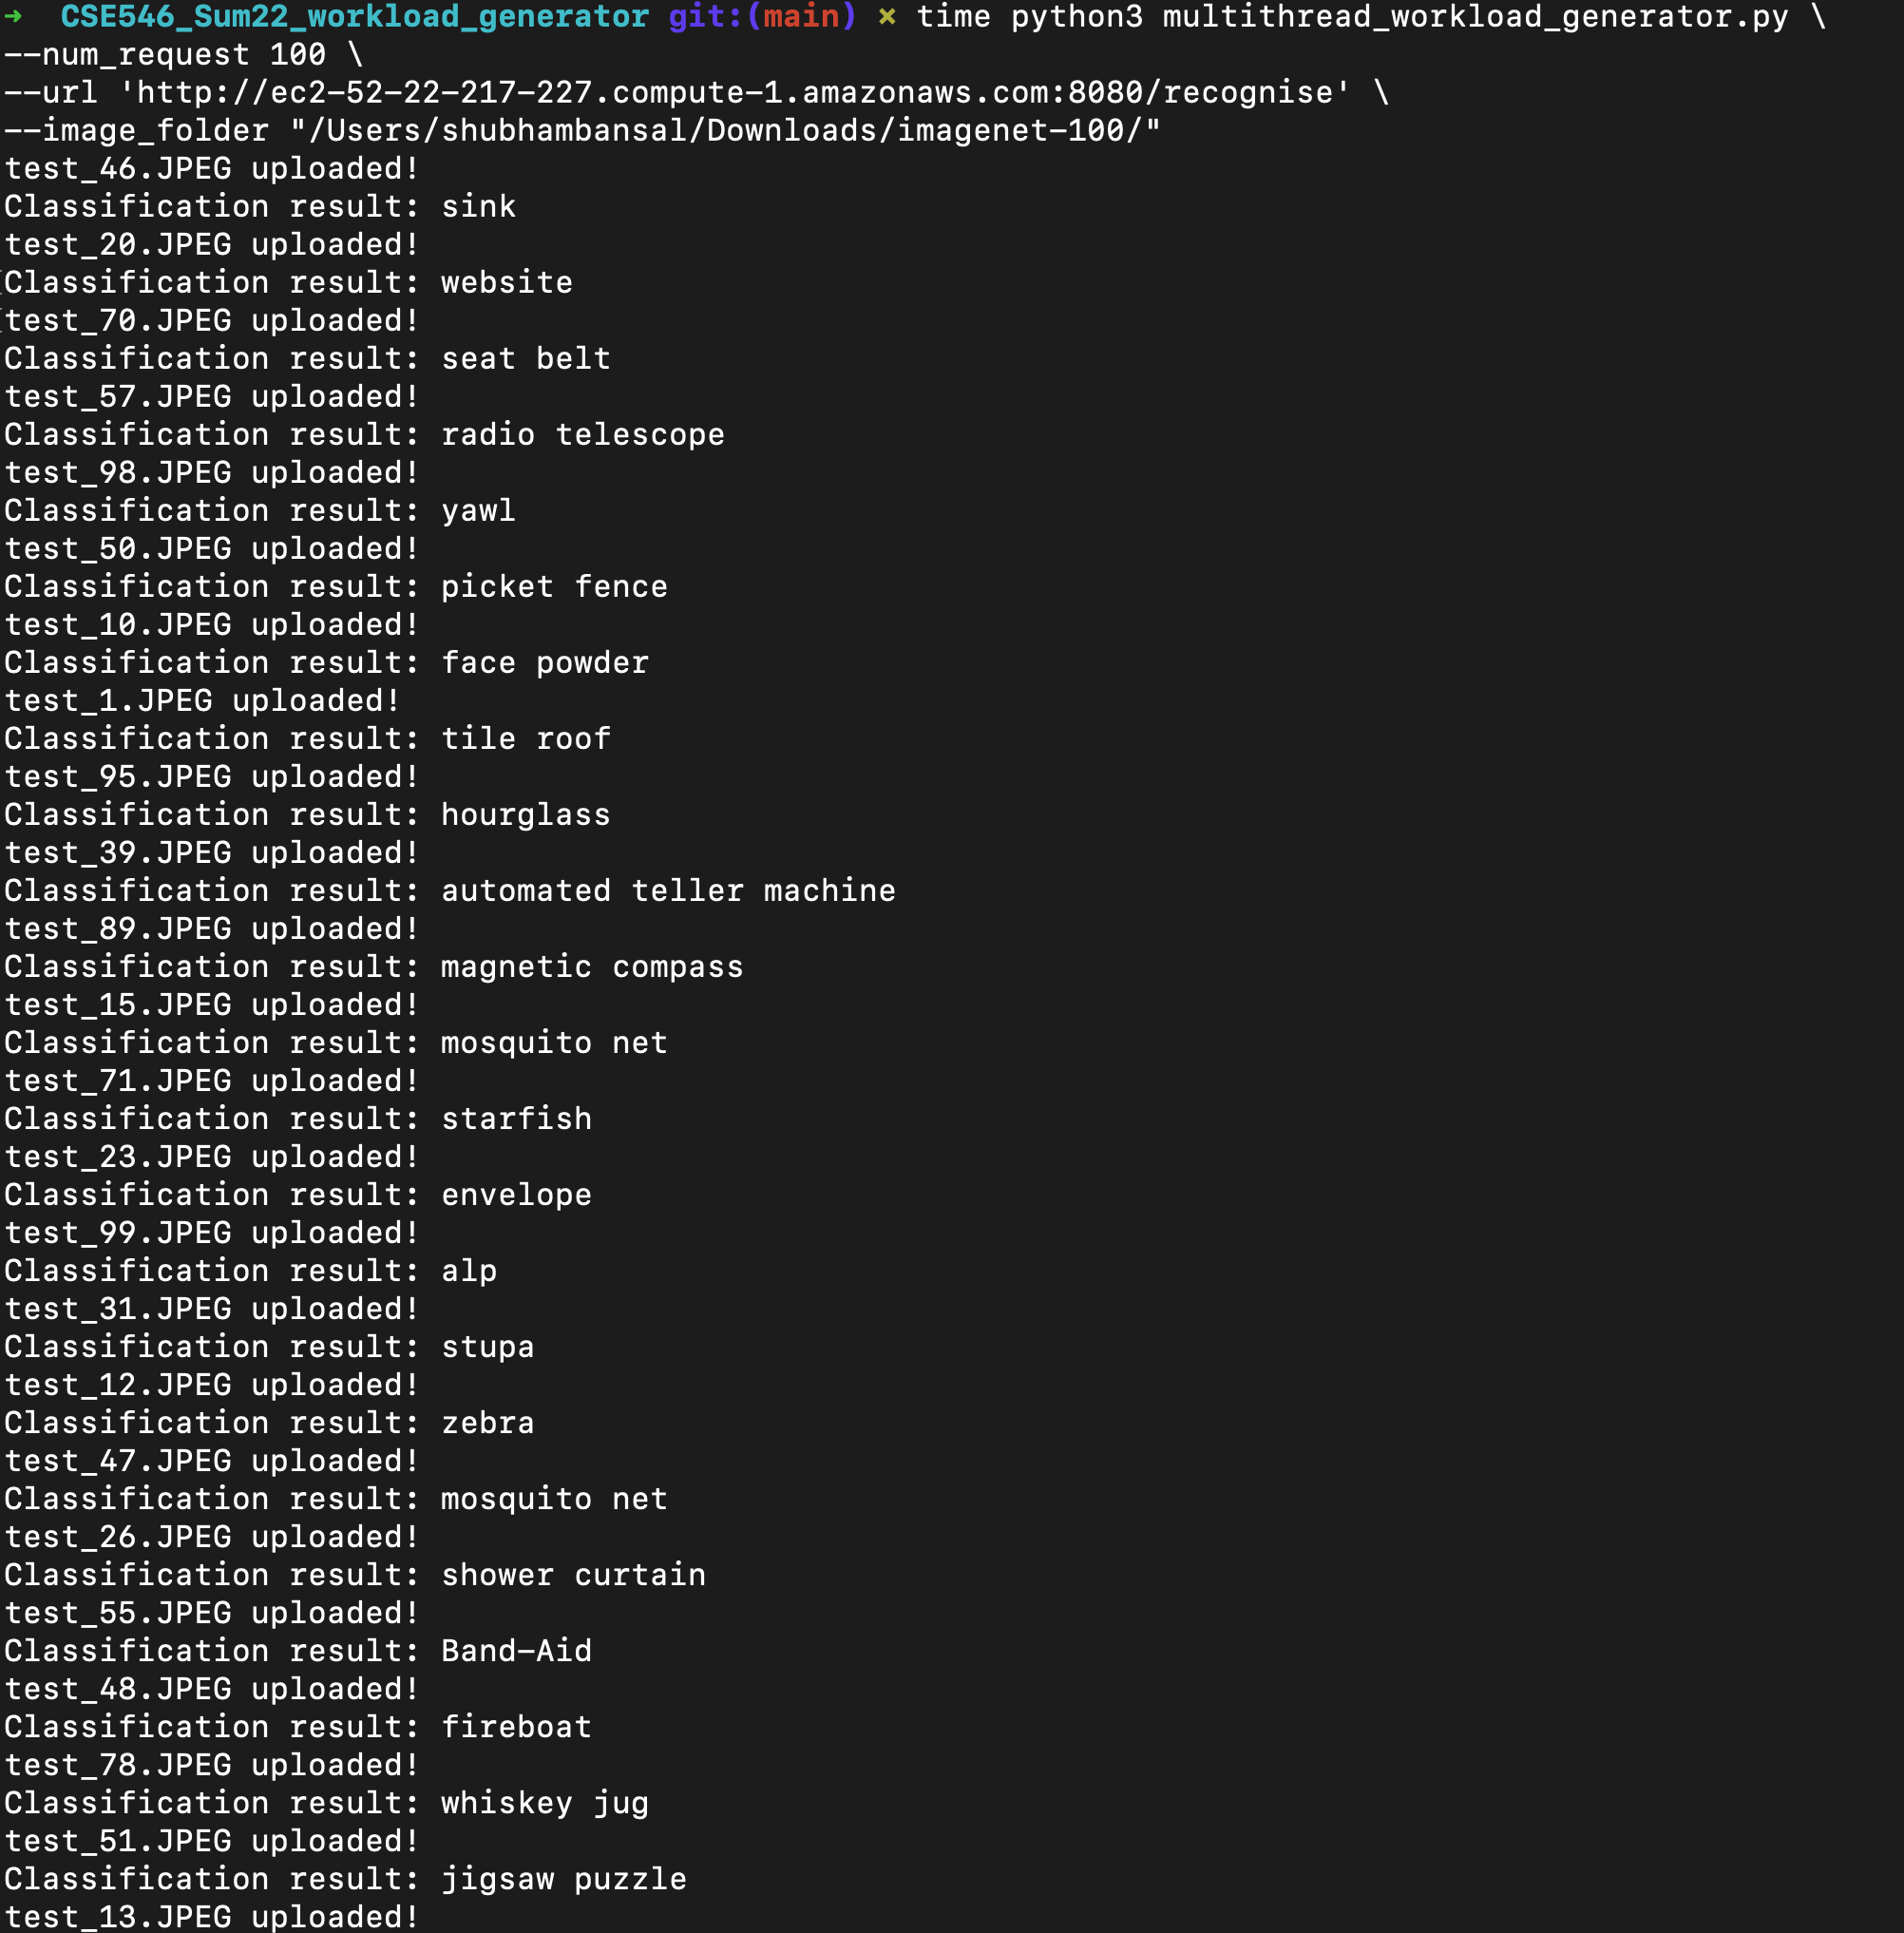 ➜  CSE546_Sum22_workload_generator git:(main) ✗ time python3 multithread_workload_generator.py \
--num_request 100 \
--url 'http://ec2-52-22-217-227.compute-1.amazonaws.com:8080/recognise' \
--image_folder "/Users/shubhambansal/Downloads/imagenet-100/"
test_46.JPEG uploaded!
Classification result: sink
test_20.JPEG uploaded!
Classification result: website
test_70.JPEG uploaded!
Classification result: seat belt
test_57.JPEG uploaded!
Classification result: radio telescope
test_98.JPEG uploaded!
Classification result: yawl
test_50.JPEG uploaded!
Classification result: picket fence
test_10.JPEG uploaded!
Classification result: face powder
test_1.JPEG uploaded!
Classification result: tile roof
test_95.JPEG uploaded!
Classification result: hourglass
test_39.JPEG uploaded!
Classification result: automated teller machine
test_89.JPEG uploaded!
Classification result: magnetic compass
test_15.JPEG uploaded!
Classification result: mosquito net
test_71.JPEG uploaded!
Classification result: starfish
test_23.JPEG uploaded!
Classification result: envelope
test_99.JPEG uploaded!
Classification result: alp
test_31.JPEG uploaded!
Classification result: stupa
test_12.JPEG uploaded!
Classification result: zebra
test_47.JPEG uploaded!
Classification result: mosquito net
test_26.JPEG uploaded!
Classification result: shower curtain
test_55.JPEG uploaded!
Classification result: Band-Aid
test_48.JPEG uploaded!
Classification result: fireboat
test_78.JPEG uploaded!
Classification result: whiskey jug
test_51.JPEG uploaded!
Classification result: jigsaw puzzle
test_13.JPEG uploaded!